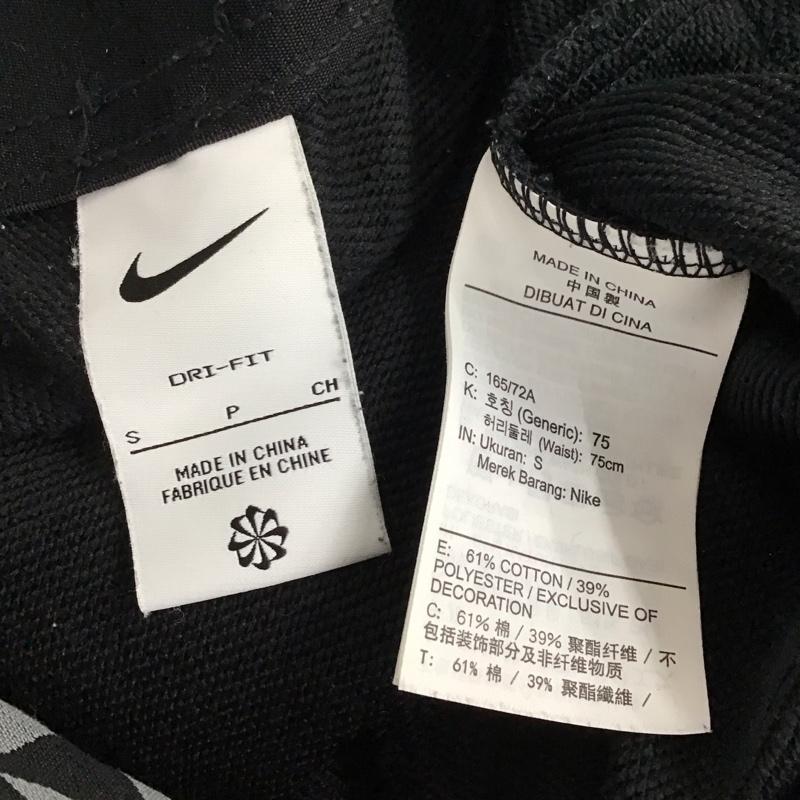 DRI-FIT
S P CH
MADE IN CHINA
FABRIQUE EN CHINE
MADE IN CHINA
中国製
DIBUAT DI CINA
C: 165/72A
K: 호칭 (Generic): 75
허리둘레 (Waist): 75cm
IN: Ukuran: S
Merek Barang: Nike
E: 61% COTTON / 39%
POLYESTER / EXCLUSIVE OF
DECORATION
C: 61% 棉 / 39% 聚酯纤维 / 不
包括装饰部分及非纤维物质
T: 61% 棉 / 39% 聚酯纖維 /